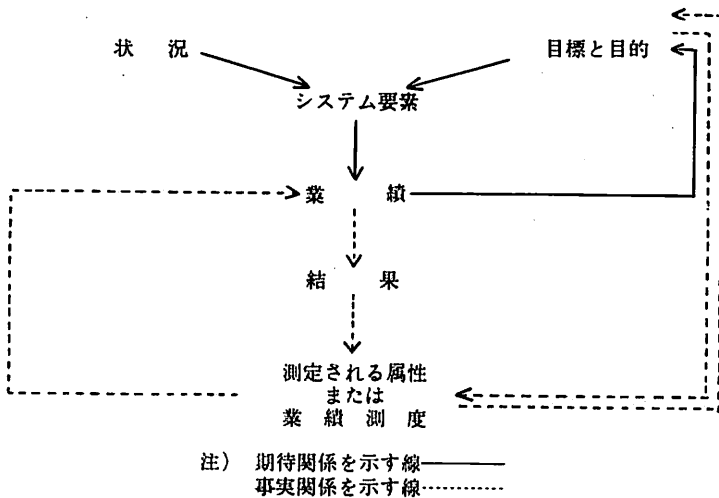 状況
目標と目的
システム要素
業績
結果
測定される属性
または
業績測度
注) 期待関係を示す線
事実関係を示す線